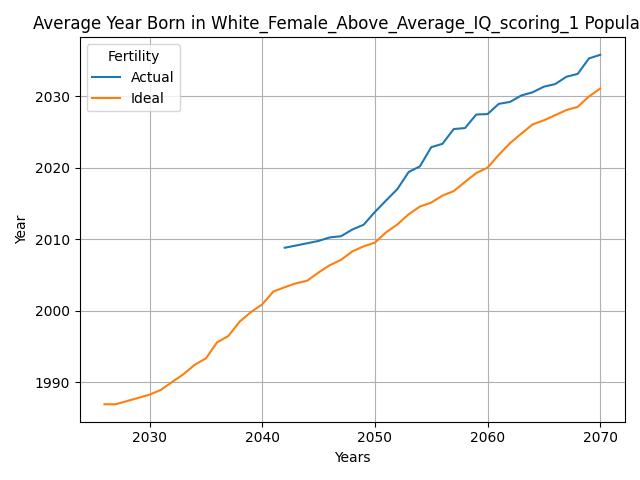 Average Year Born in White_Female_Above_Average_IQ_scoring_1 Popula
Fertility
Actual
Ideal
Year
2030
2020
2010
2000
1990
2030 2040 2050 2060 2070
Years